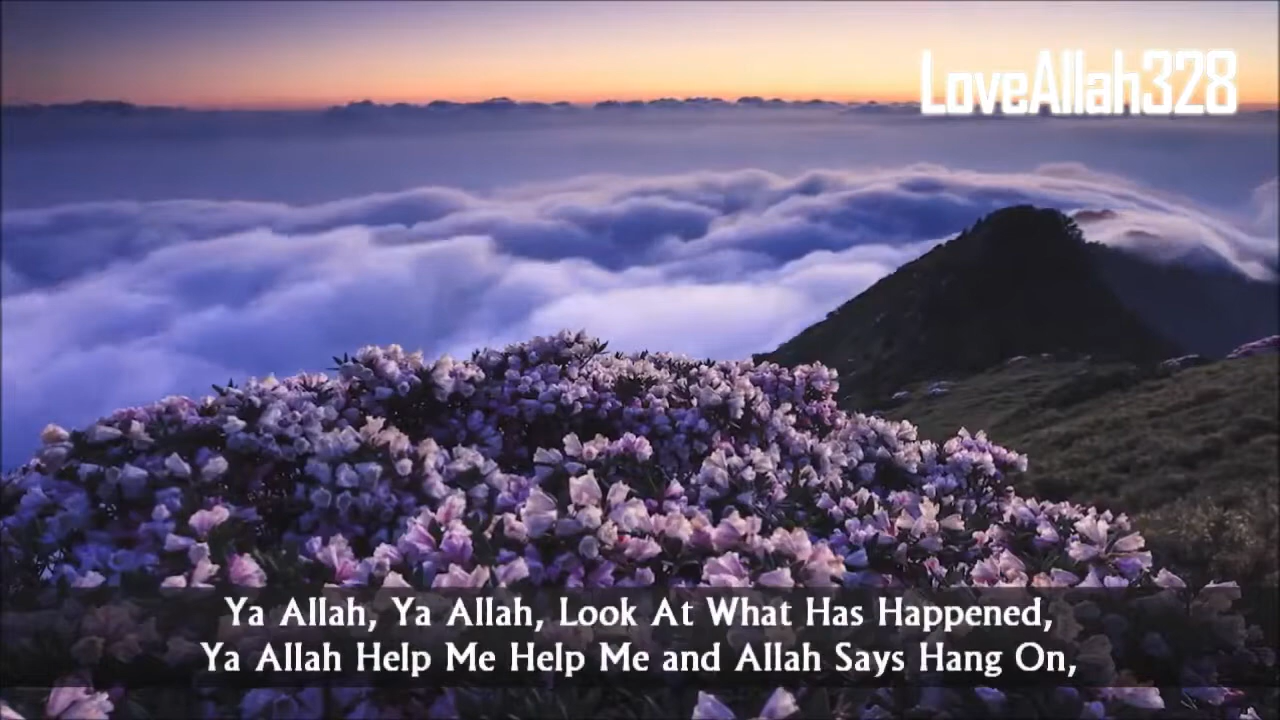 LoveAllah328
Ya Allah, Ya Allah, Look At What Has Happened,
Ya Allah Help Me Help Me and Allah Says Hang On,